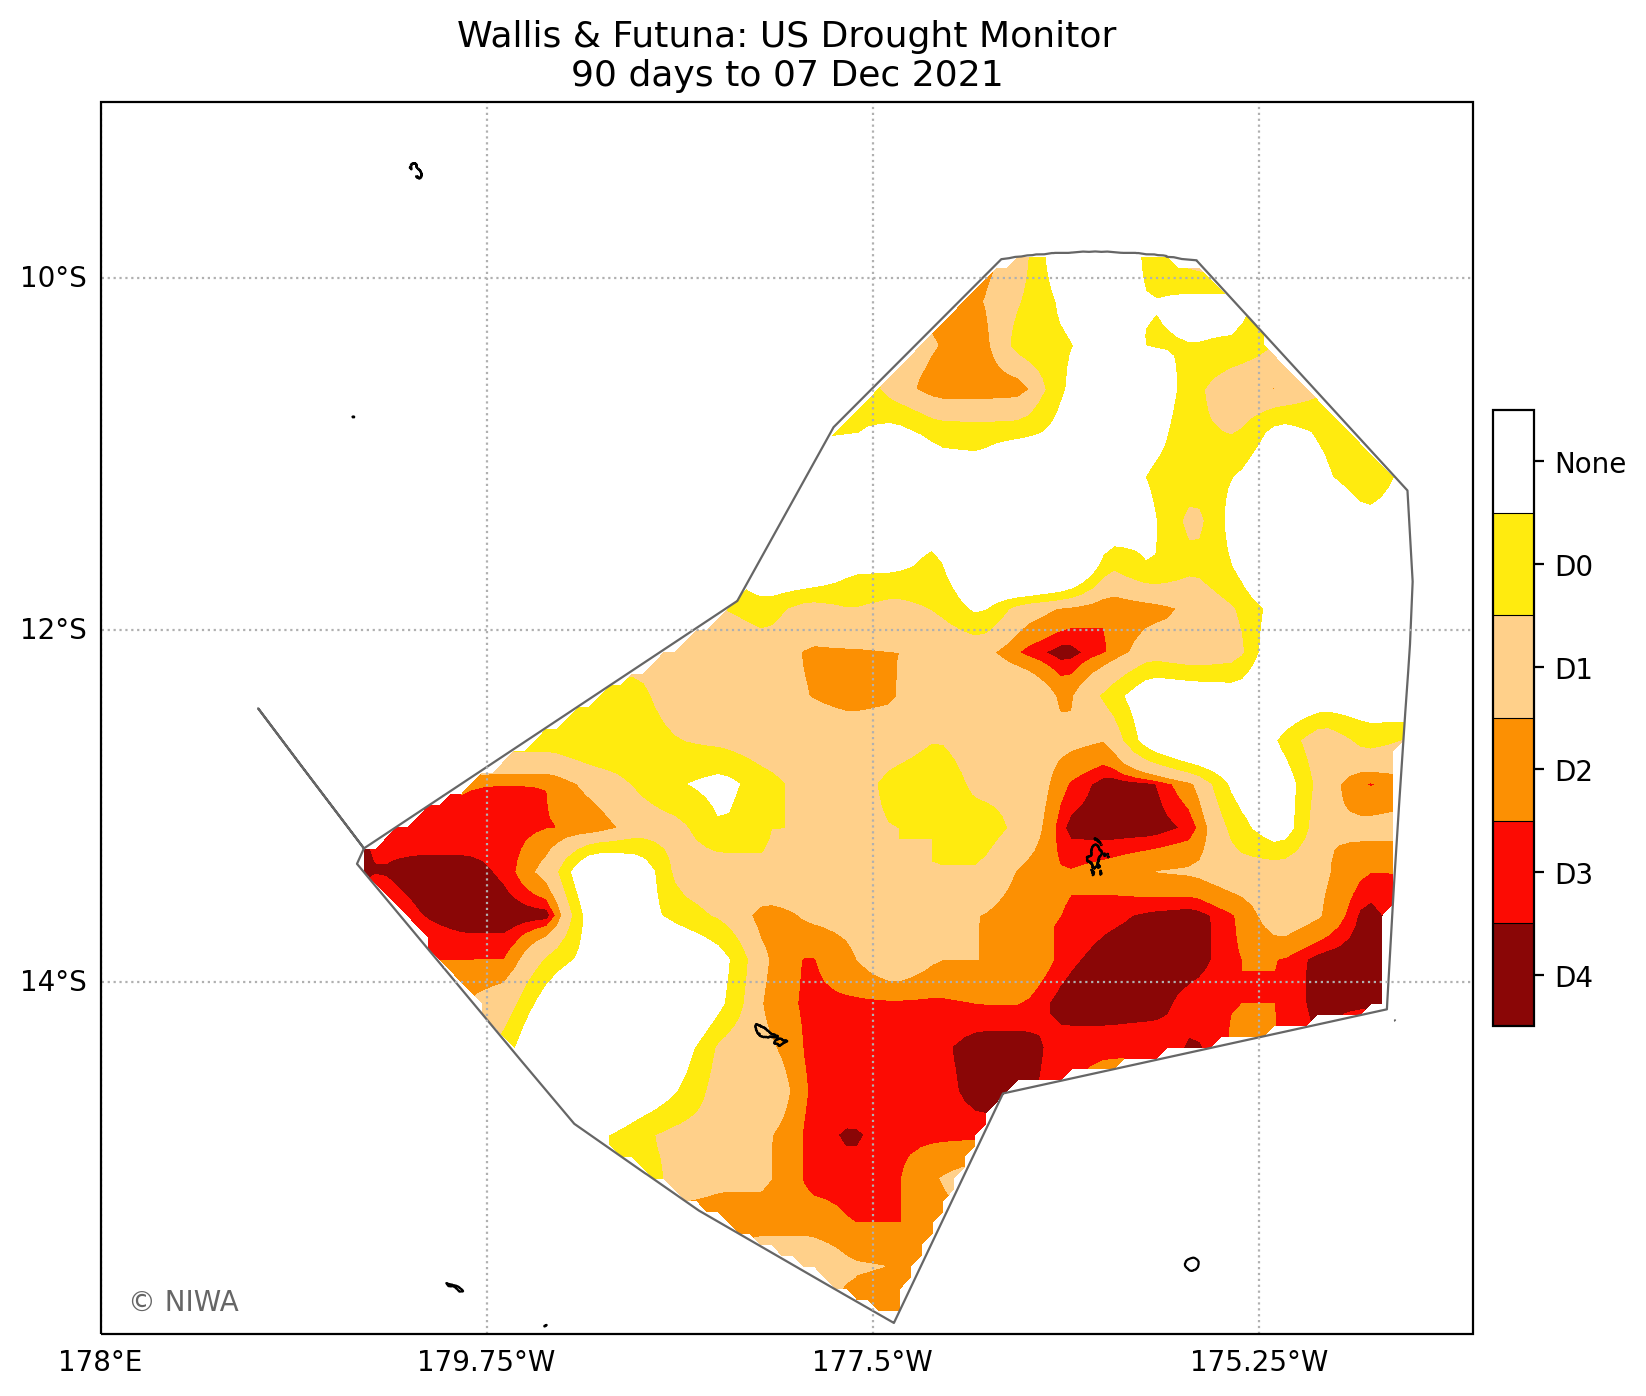 Wallis & Futuna: US Drought Monitor
90 days to 07 Dec 2021
10°S
12°S
14°S
178°E
179.75°W
177.5°W
175.25°W
None
D0
D1
D2
D3
D4
© NIWA